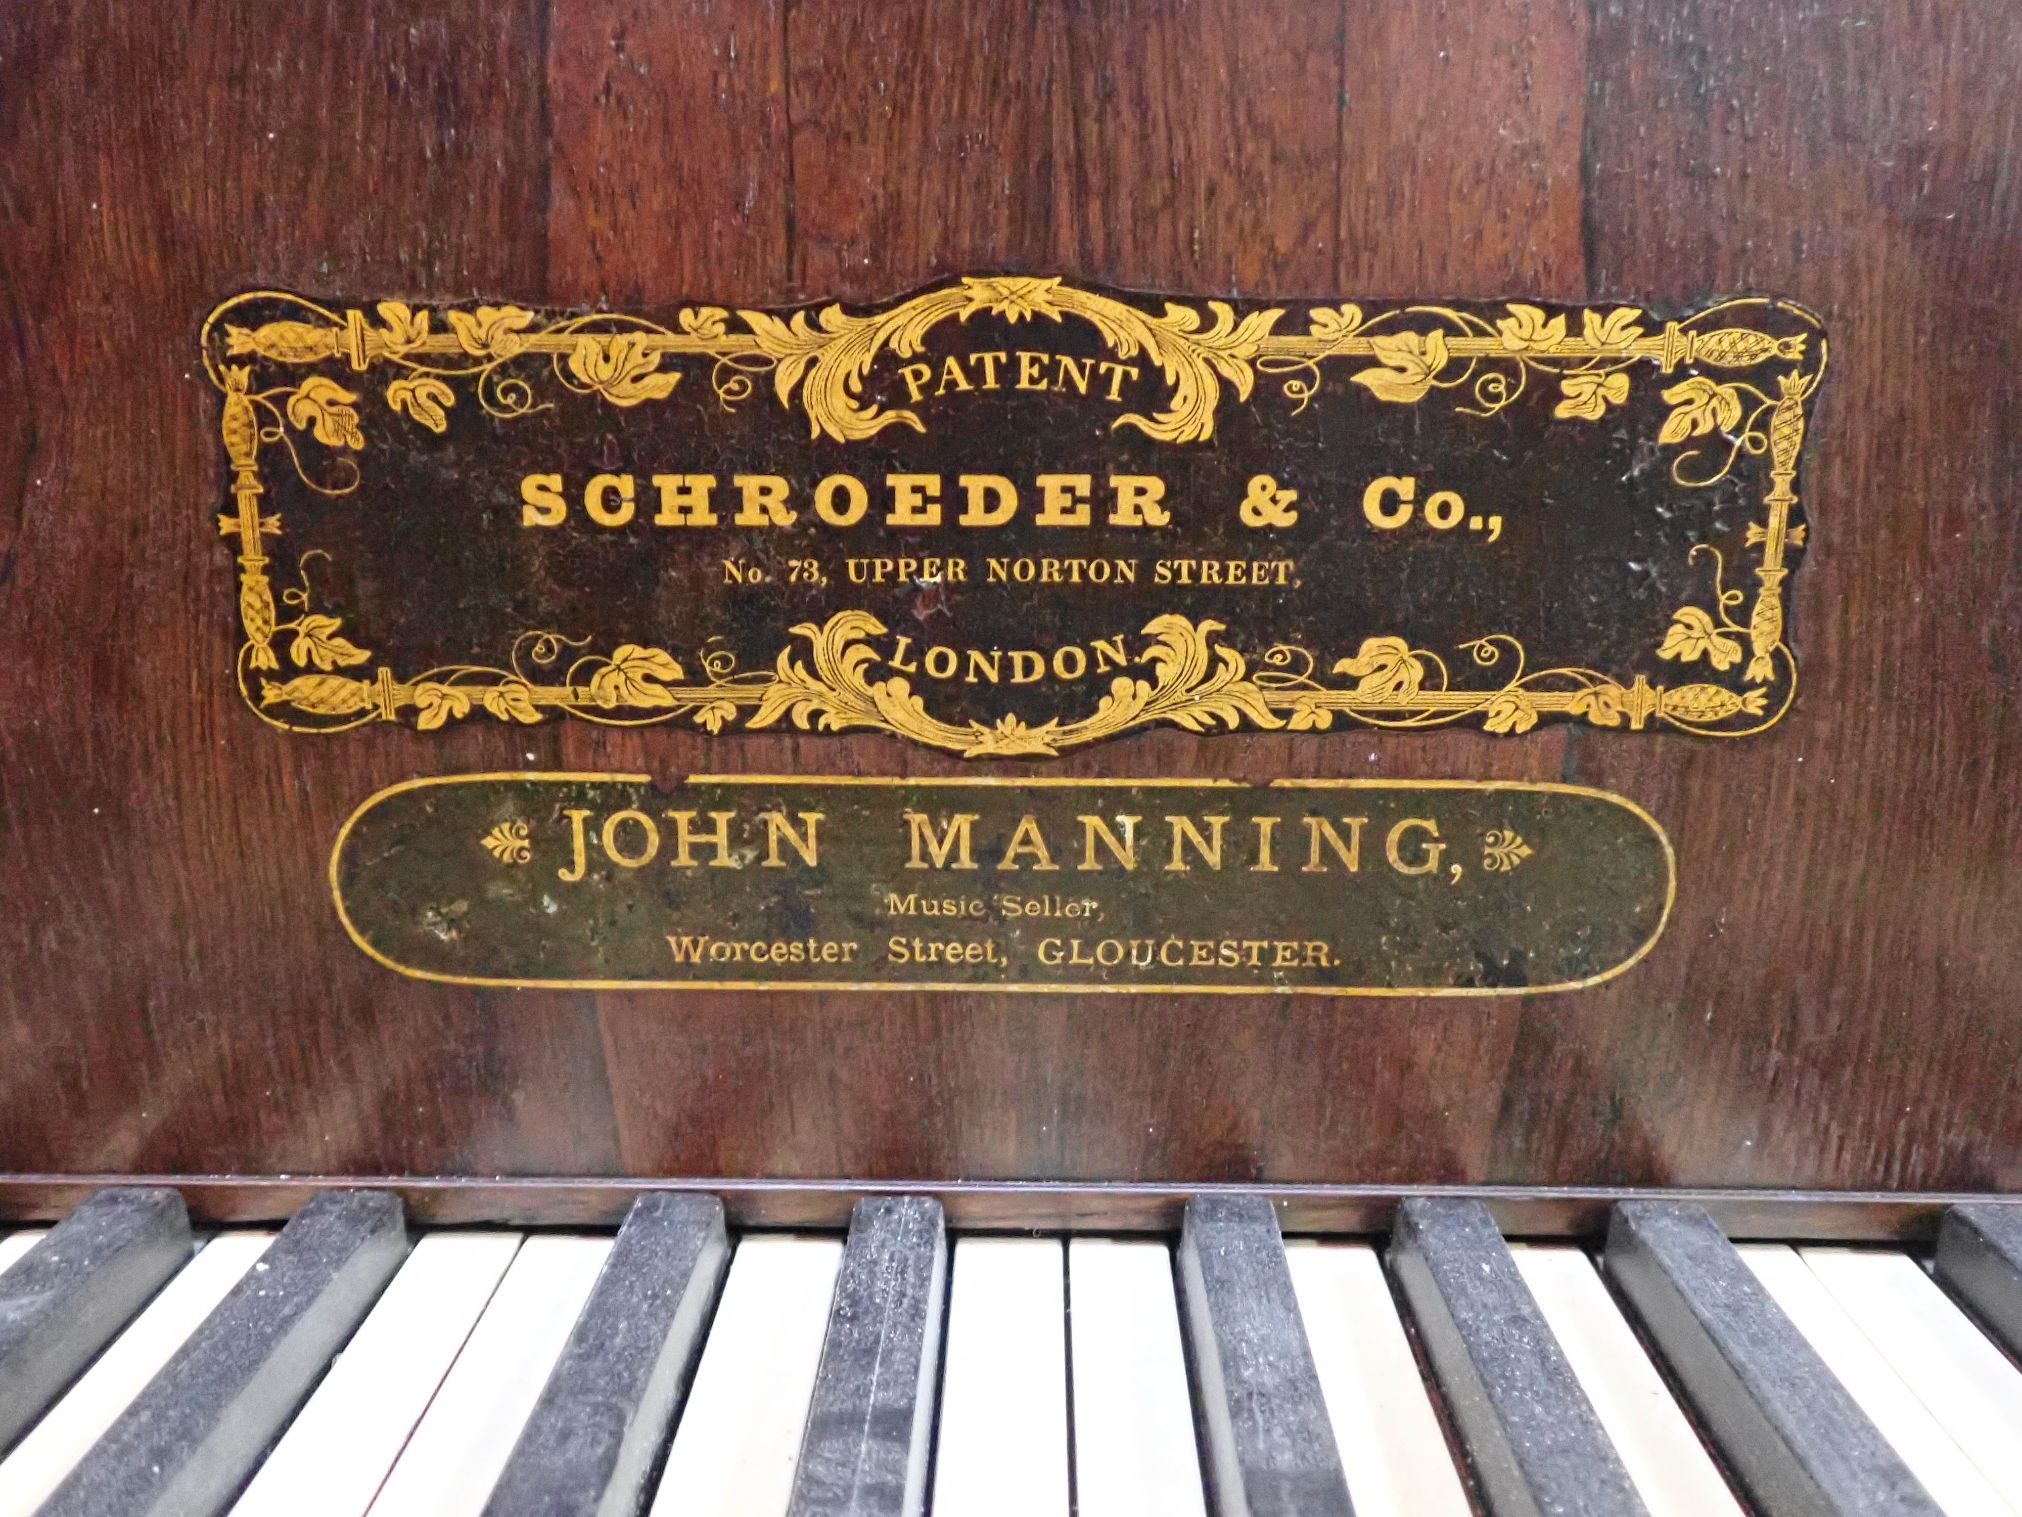 PATENT
SCHROEDER & Co.,
No. 73, UPPER NORTON STREET,
LONDON.
JOHN MANNING,
Music Seller,
Worcester Street, GLOUCESTER.